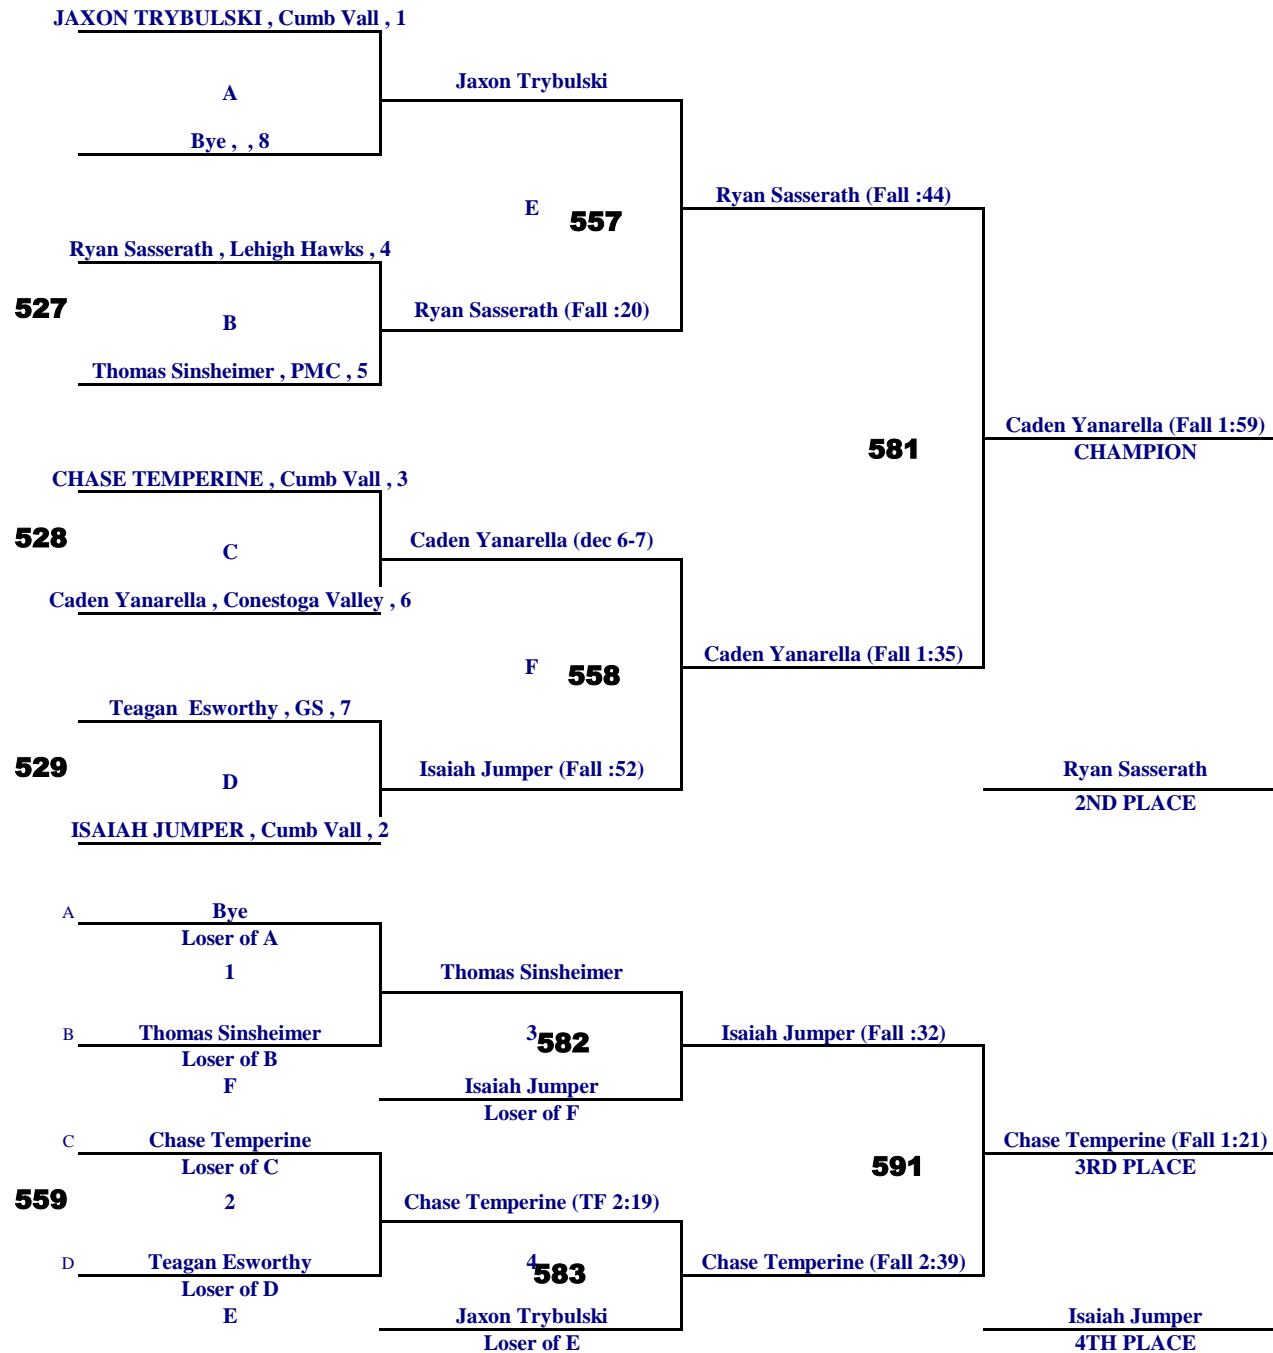 JAXON TRYBULSKI , Cumb Vall , 1
Jaxon Trybulski
A
Bye , , 8
Ryan Sasserath (Fall :44)
E 557
Ryan Sasserath , Lehigh Hawks , 4
527
B
Ryan Sasserath (Fall :20)
Thomas Sinsheimer , PMC , 5
Caden Yanarella (Fall 1:59)
581
CHAMPION
CHASE TEMPERINE , Cumb Vall , 3
528
C
Caden Yanarella (dec 6-7)
Caden Yanarella , Conestoga Valley , 6
F 558
Caden Yanarella (Fall 1:35)
Teagan  Esworthy , GS , 7
529
D
Isaiah Jumper (Fall :52)
Ryan Sasserath
2ND PLACE
ISAIAH JUMPER , Cumb Vall , 2
A Bye
Loser of A
1
Thomas Sinsheimer
B Thomas Sinsheimer
Loser of B
3 582
Isaiah Jumper (Fall :32)
F
Isaiah Jumper
Loser of F
C Chase Temperine
Loser of C
591
Chase Temperine (Fall 1:21)
3RD PLACE
559
2
Chase Temperine (TF 2:19)
D Teagan Esworthy
Loser of D
4 583
Chase Temperine (Fall 2:39)
E
Jaxon Trybulski
Loser of E
Isaiah Jumper
4TH PLACE